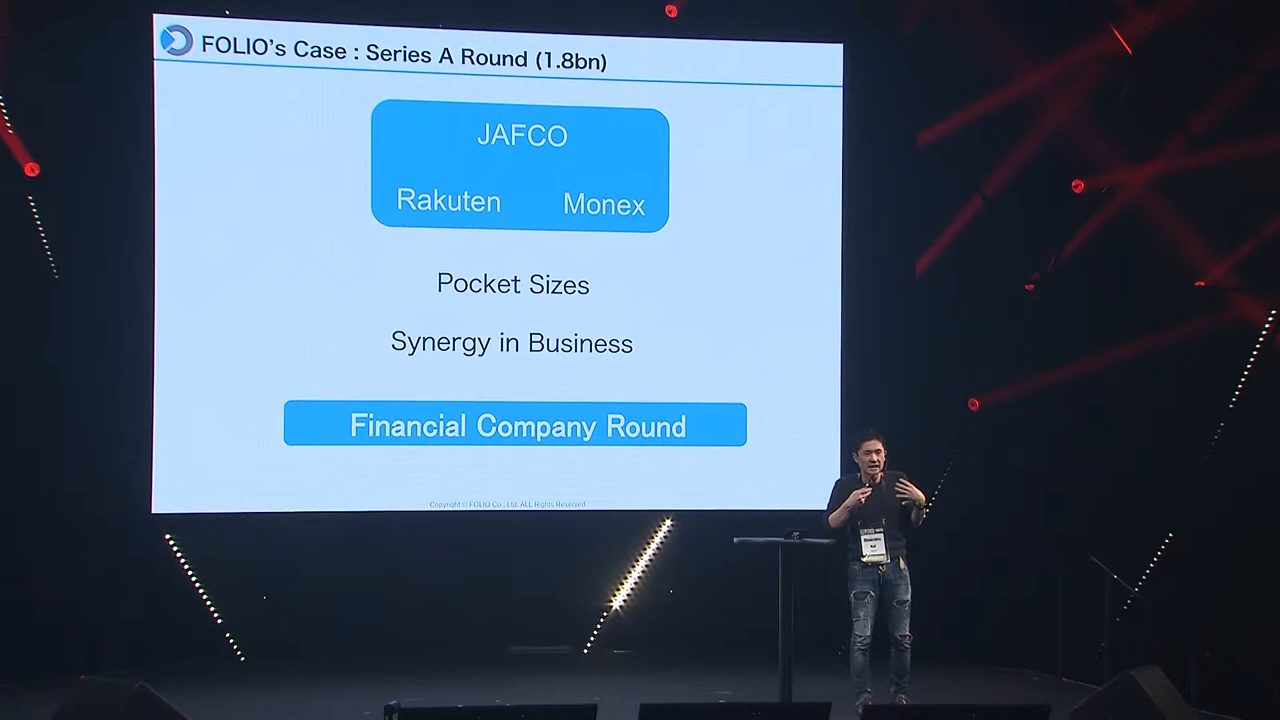 FOLIO's Case : Series A Round (1.8bn)
JAFCO
Rakuten Monex
Pocket Sizes
Synergy in Business
Financial Company Round
Copyright © FOLIO Co., Ltd. ALL Rights Reserved.